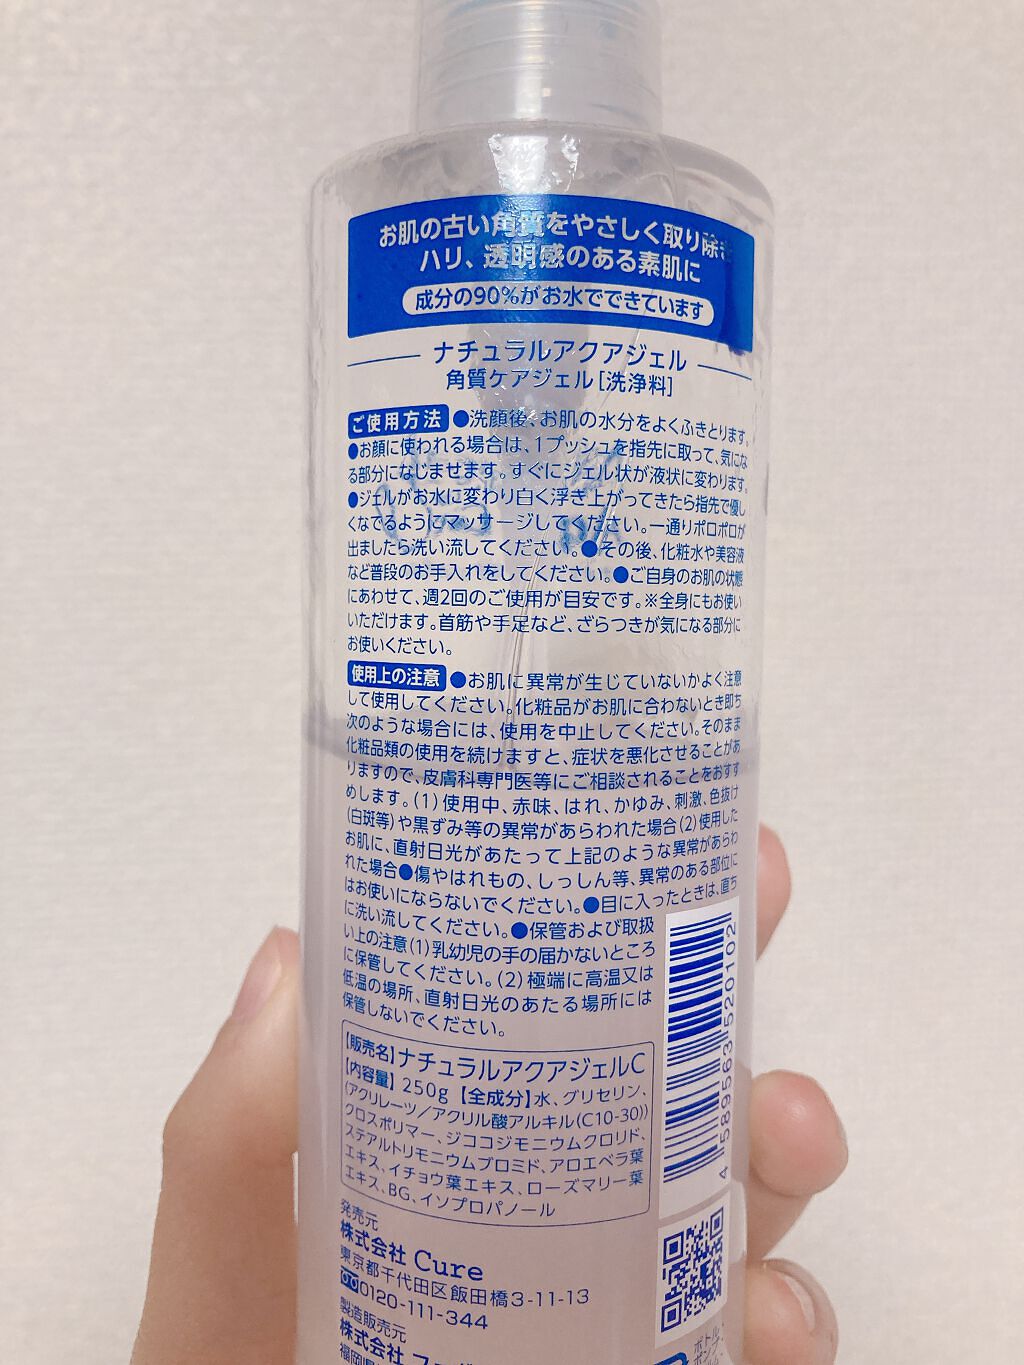 お肌の古い角質をやさしく取り除き
ハリ、透明感のある素肌に
成分の90%がお水でできています
ナチュラルアクアジェル
角質ケアジェル[洗浄料]
ご使用方法 ●洗顔後、お肌の水分をよくふきとります。
●お顔に使われる場合は、1プッシュを指先に取って、気にな
る部分になじませます。すぐにジェル状が液状に変わります。
●ジェルがお水に変わり白く浮き上がってきたら指先で優し
くなでるようにマッサージしてください。一通りポロポロが
出ましたら洗い流してください。●その後、化粧水や美容液
など普段のお手入れをしてください。●ご自身のお肌の状態
にあわせて、週2回のご使用が目安です。※全身にもお使い
いただけます。首筋や手足など、ざらつきが気になる部分に
お使いください。
使用上の注意 ●お肌に異常が生じていないかよく注意
して使用してください。化粧品がお肌に合わないとき即ち
次のような場合には、使用を中止してください。そのまま
化粧品類の使用を続けますと、症状を悪化させることがあ
りますので、皮膚科専門医等にご相談されることをおすす
めします。(1)使用中、赤味、はれ、かゆみ、刺激、色抜け
(白斑等)や黒ずみ等の異常があらわれた場合(2)使用した
お肌に、直射日光があたって上記のような異常があらわ
れた場合●傷やはれもの、しっしん等、異常のある部位に
はお使いにならないでください。●目に入ったときは、直ち
に洗い流してください。●保管および取扱
い上の注意(1)乳幼児の手の届かないところ
に保管してください。(2)極端に高温又は
低温の場所、直射日光のあたる場所には
保管しないでください。
【販売名】ナチュラルアクアジェルC
【内容量】250g【全成分】水、グリセリン、
(アクリレーツ/アクリル酸アルキル(C10-30))
クロスポリマー、ジココジモニウムクロリド、
ステアルトリモニウムブロミド、アロエベラ葉
エキス、イチョウ葉エキス、ローズマリー葉
エキス、BG、イソプロパノール
発売元
株式会社 Cure
東京都千代田区飯田橋3-11-13
0120-111-344
製造販売元
株式会社
福岡県
4 589563 520102
ボトル